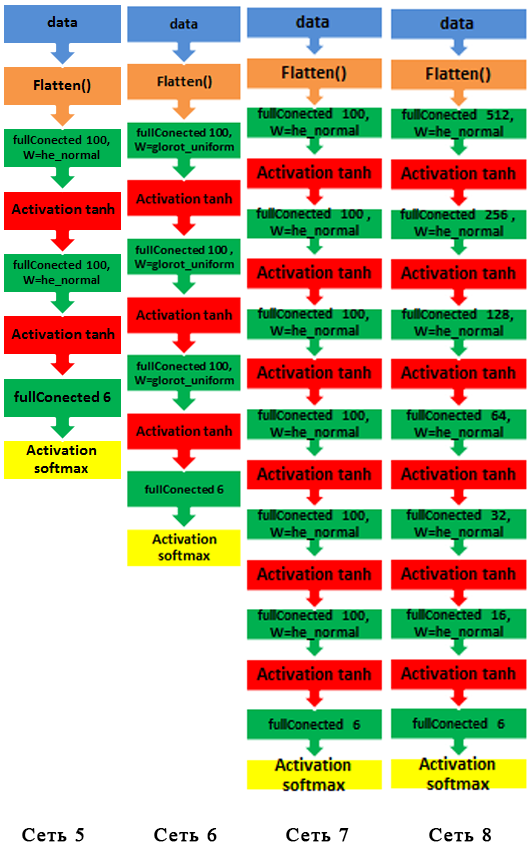 data
Flatten()
fullConected 100,
W=he_normal
Activation tanh
fullConected 100,
W=he_normal
Activation tanh
fullConected 6
Activation
softmax
Сеть 5
data
Flatten()
fullConected 100,
W=glorot_uniform
Activation tanh
fullConected 100,
W=glorot_uniform
Activation tanh
fullConected 100,
W=glorot_uniform
Activation tanh
fullConected 6
Activation
softmax
Сеть 6
data
Flatten()
fullConected 100,
W=he_normal
Activation tanh
fullConected 100,
W=he_normal
Activation tanh
fullConected 100,
W=he_normal
Activation tanh
fullConected 100,
W=he_normal
Activation tanh
fullConected 100,
W=he_normal
Activation tanh
fullConected 100,
W=he_normal
Activation tanh
fullConected 6
Activation
softmax
Сеть 7
data
Flatten()
fullConected 512,
W=he_normal
Activation tanh
fullConected 256,
W=he_normal
Activation tanh
fullConected 128,
W=he_normal
Activation tanh
fullConected 64,
W=he_normal
Activation tanh
fullConected 32,
W=he_normal
Activation tanh
fullConected 16,
W=he_normal
Activation tanh
fullConected 6
Activation
softmax
Сеть 8